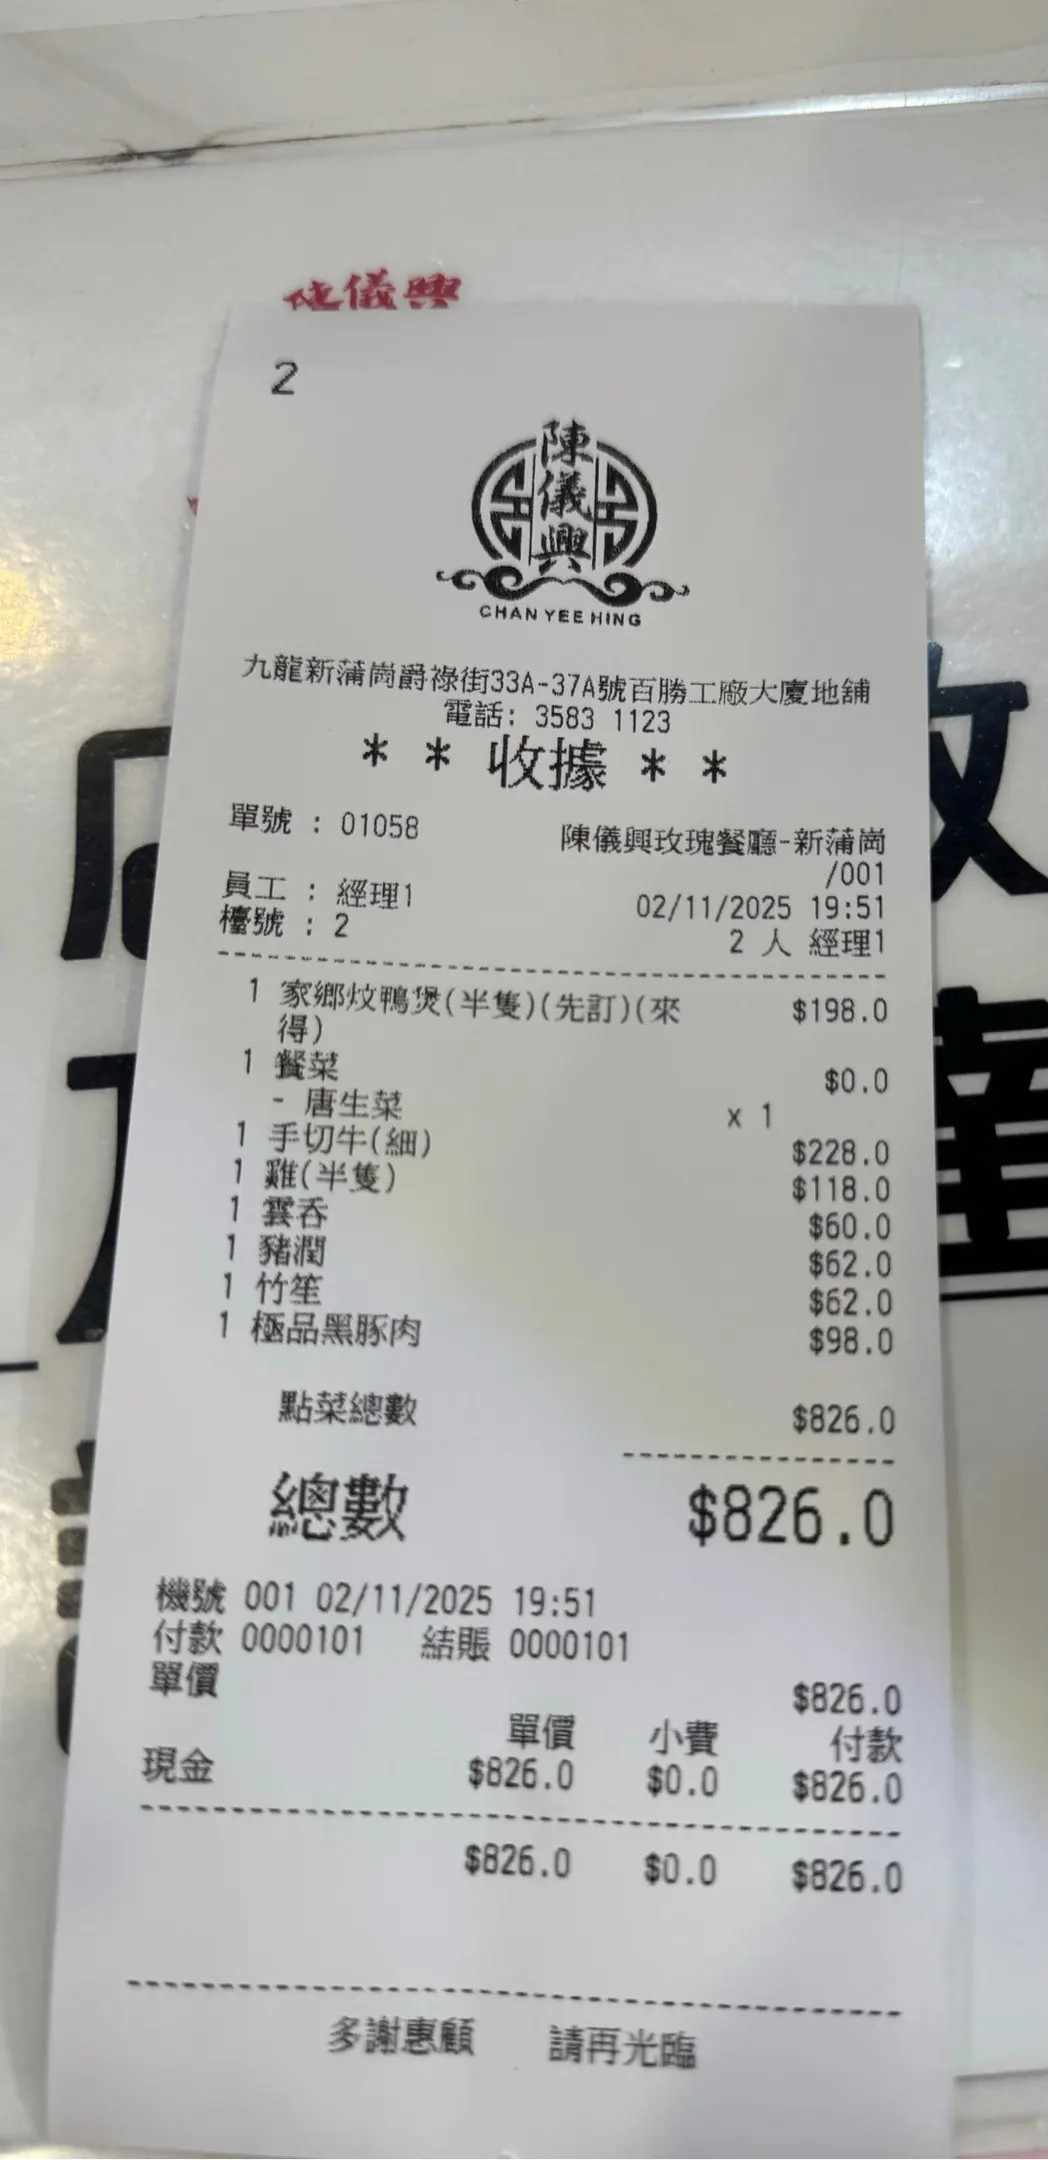 儀興
2
陳儀興
CHAN YEE HING
九龍新蒲崗爵祿街33A-37A號百勝工廠大廈地舖
電話: 3583 1123
* * 收據 * *
單號 : 01058
陳儀興玫瑰餐廳-新蒲崗
/001
員工 : 經理1
02/11/2025 19:51
檯號 : 2
2 人 經理1
1 家鄉炆鴨煲(半隻)(先訂)(來 $198.0
得)
1 餐菜 $0.0
- 唐生菜 x 1
1 手切牛(細) $228.0
1 雞(半隻) $118.0
1 雲吞 $60.0
1 豬潤 $62.0
1 竹笙 $62.0
1 極品黑豚肉 $98.0
點菜總數 $826.0
總數 $826.0
機號 001 02/11/2025 19:51
付款 0000101 結賬 0000101
單價 $826.0
單價 小費 付款
現金 $826.0 $0.0 $826.0
$826.0 $0.0 $826.0
多謝惠顧 請再光臨